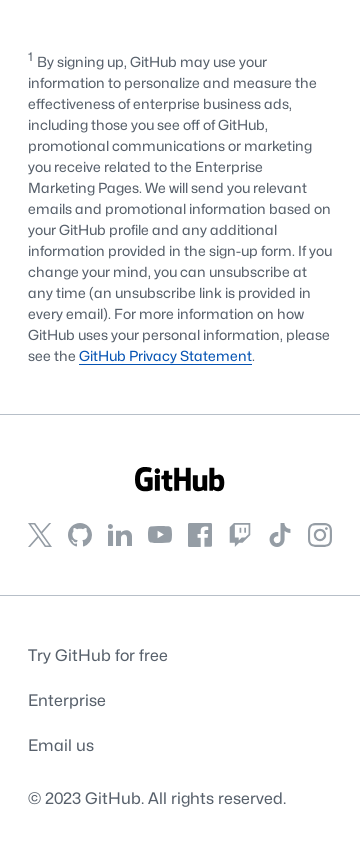 1 By signing up, GitHub may use your
information to personalize and measure the
effectiveness of enterprise business ads,
including those you see off of GitHub,
promotional communications or marketing
you receive related to the Enterprise
Marketing Pages. We will send you relevant
emails and promotional information based on
your GitHub profile and any additional
information provided in the sign-up form. If you
change your mind, you can unsubscribe at
any time (an unsubscribe link is provided in
every email). For more information on how
GitHub uses your personal information, please
see the GitHub Privacy Statement.
GitHub
Try GitHub for free
Enterprise
Email us
© 2023 GitHub. All rights reserved.